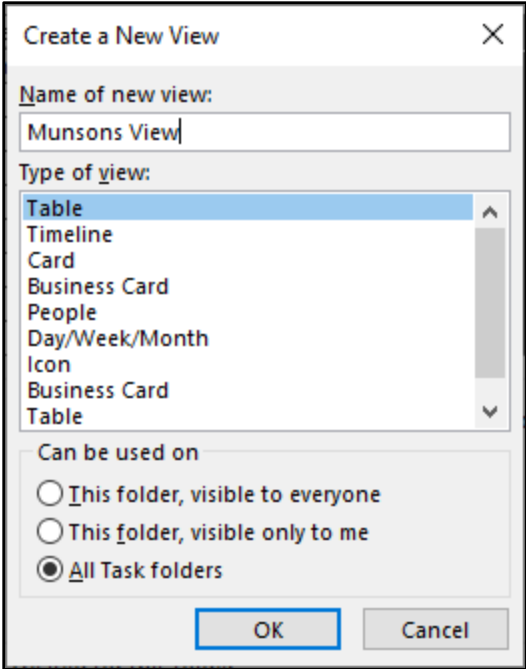 Create a New View
Name of new view:
Munsons View
Type of view:
Table
Timeline
Card
Business Card
People
Day/Week/Month
Icon
Business Card
Table
Can be used on
This folder, visible to everyone
This folder, visible only to me
All Task folders
OK Cancel